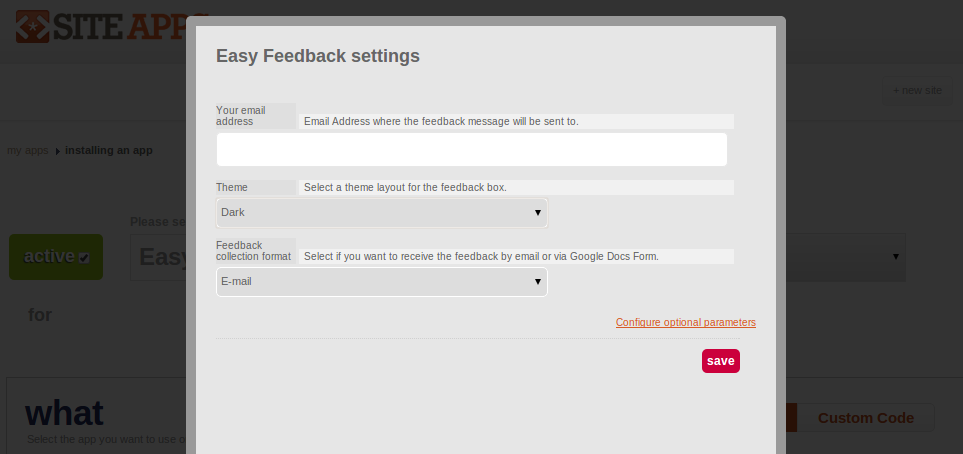 SITE APPS
Easy Feedback settings
+ new site
Your email
address
Email Address where the feedback message will be sent to.
my apps
installing an app
Theme
Select a theme layout for the feedback box.
Dark
Please se
active
Easy
Feedback
collection format
Select if you want to receive the feedback by email or via Google Docs Form.
E-mail
for
Configure optional parameters
save
what
Custom Code
Select the app you want to use o